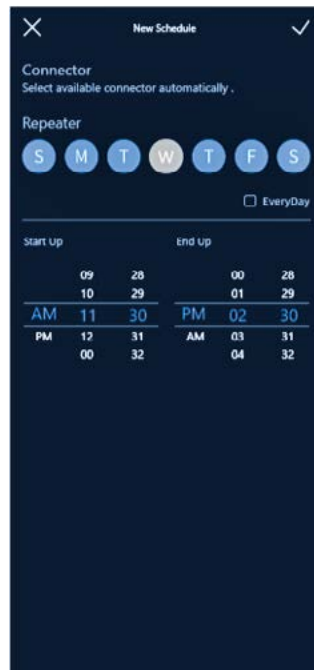 New Schedule
Connector
Select available connector automatically .
Repeater
S M T W T F S
EveryDay
Start Up End Up
09 28 00 28
10 29 01 29
AM 11 30 PM 02 30
PM 12 31 AM 03 31
00 32 04 32